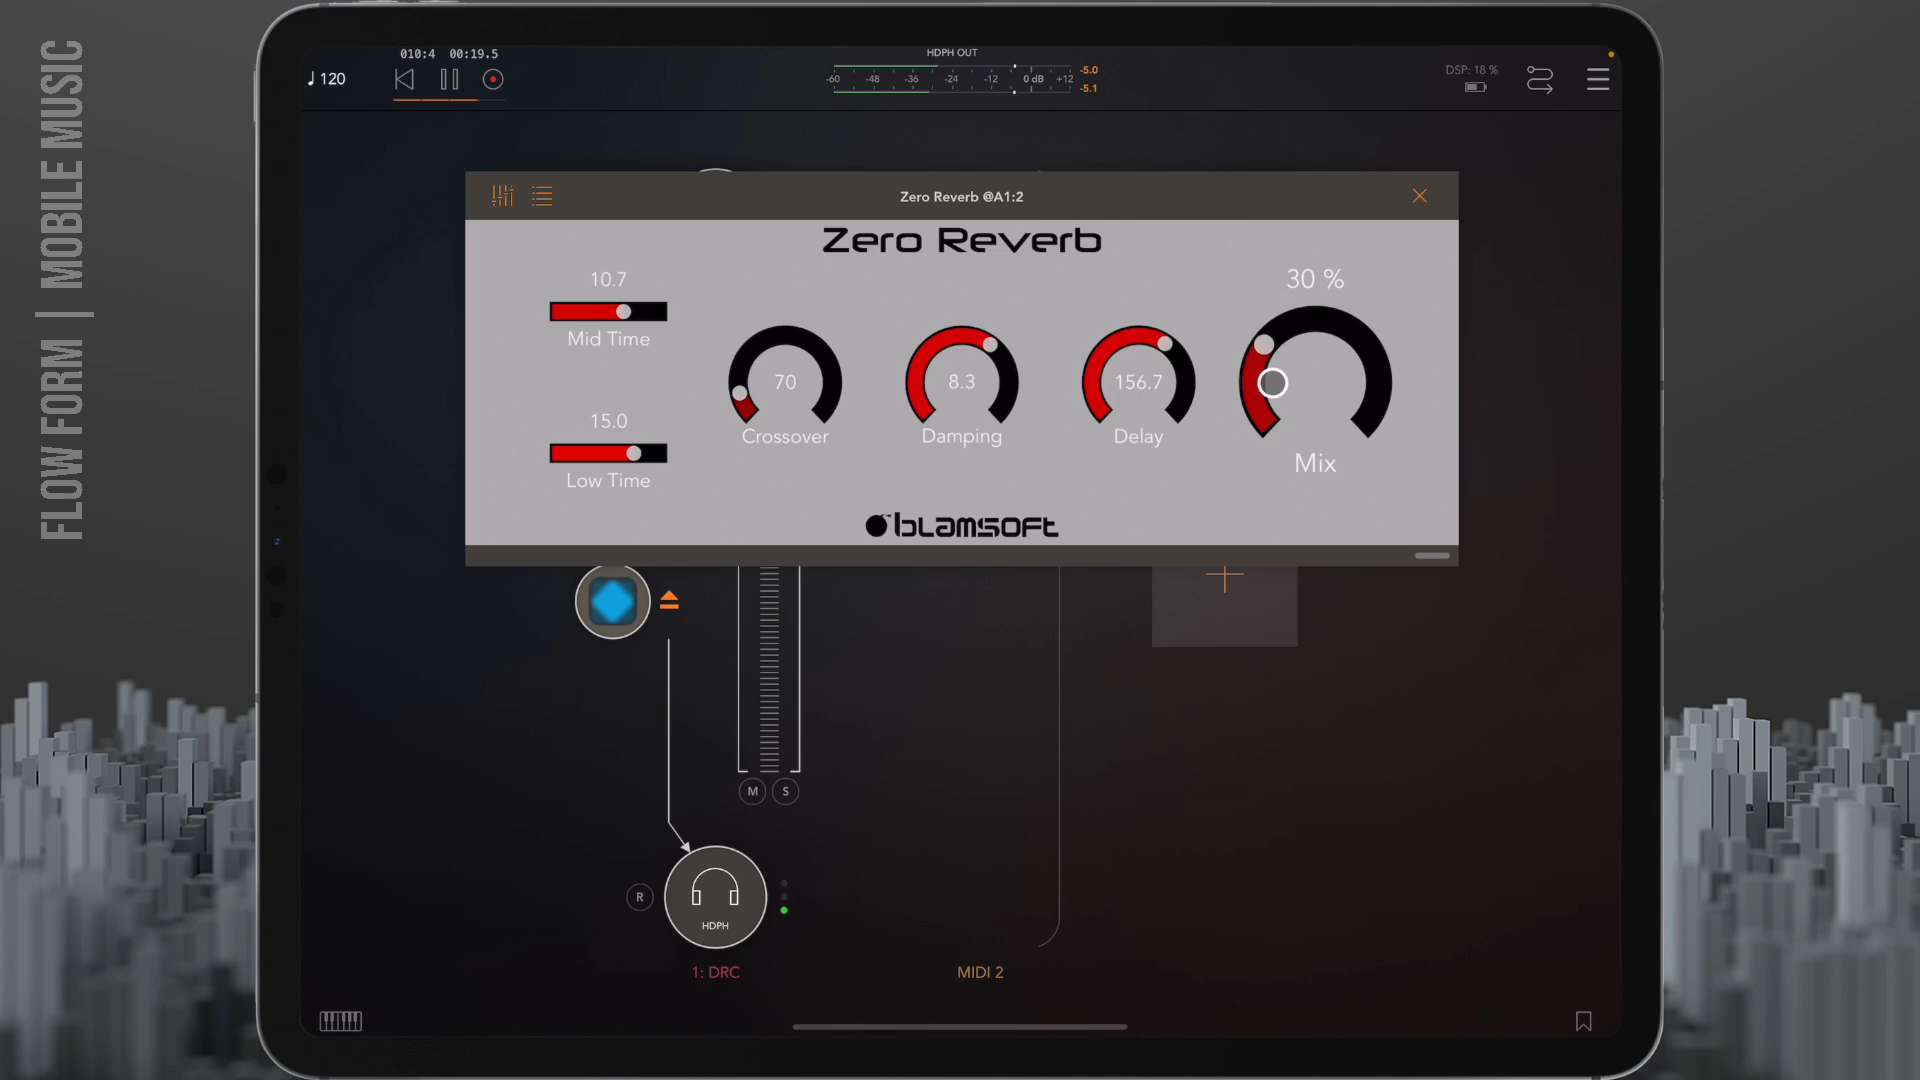 FLOW FORM | MOBILE MUSIC
010:4 00:19.5
120
HDPH OUT
-60 -48 -36 -24 -12 0 dB +12
-5.0
-5.1
DSP: 18 %
Zero Reverb @A1:2
Zero Reverb
10.7
Mid Time
15.0
Low Time
70
Crossover
8.3
Damping
156.7
Delay
30 %
Mix
blamsoft
M S
R
HDPH
1: DRC
MIDI 2